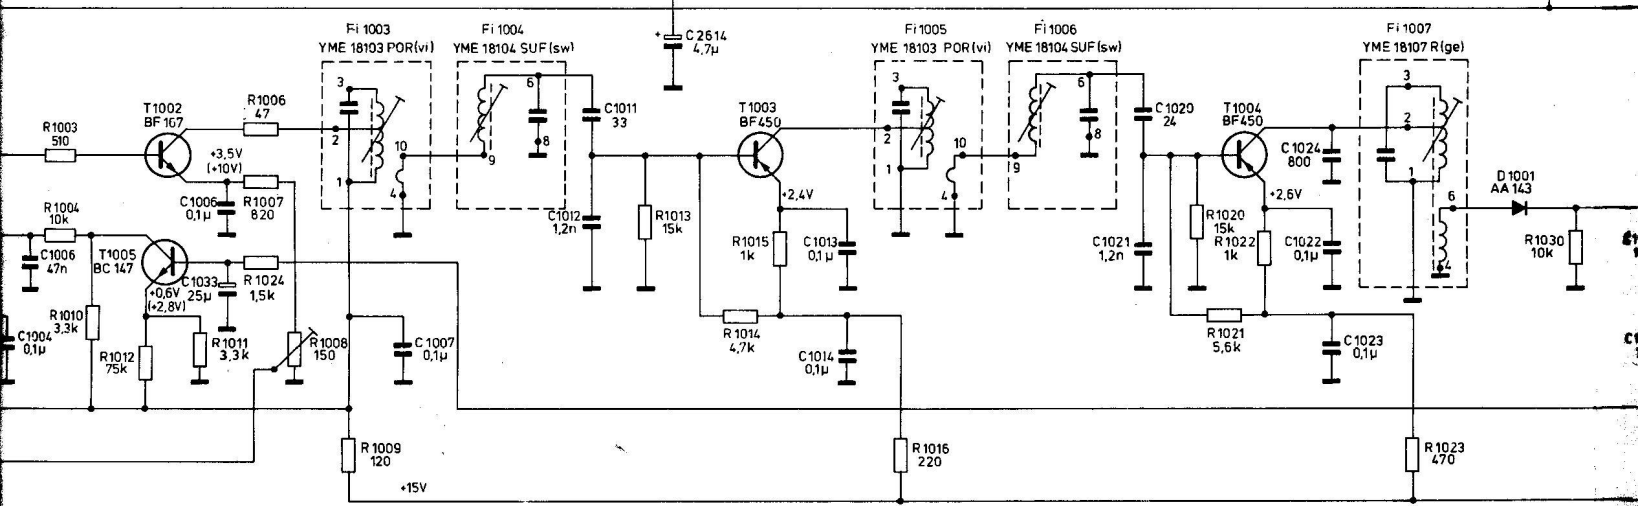 Fi 1003
YME 18103 POR(vi)
Fi 1004
YME 18104 SUF(sw)
+
C 2614
4,7µ
Fi 1005
YME 18103 POR(vi)
Fi 1006
YME 18104 SUF(sw)
Fi 1007
YME 18107 R(ge)
T1002
BF 167
R1006
47
R1003
510
+3,5V
(+10V)
3
2
1
10
4
6
8
9
C1011
33
T1003
BF450
3
2
1
10
4
6
8
9
C 1020
24
T1004
BF450
3
2
1
6
4
C 1024
800
D1001
AA 143
C1006
0,1µ
R1007
820
R1004
10k
C1006
47n
T1005
BC 147
+0,6V
(+2,8V)
C1033
25µ
R 1024
1,5k
C1012
1,2n
R1013
15k
+2,4V
R1015
1k
C1013
0,1µ
C1021
1,2n
R1020
15k
+2,6V
R1022
1k
C1022
0,1µ
R1030
10k
R1010
3,3k
C1004
0,1µ
R1012
75k
R1011
3,3k
R1008
150
C 1007
0,1µ
R 1014
4,7k
C1014
0,1µ
R1021
5,6k
C1023
0,1µ
R 1009
120
R 1016
220
R 1023
470
+15V